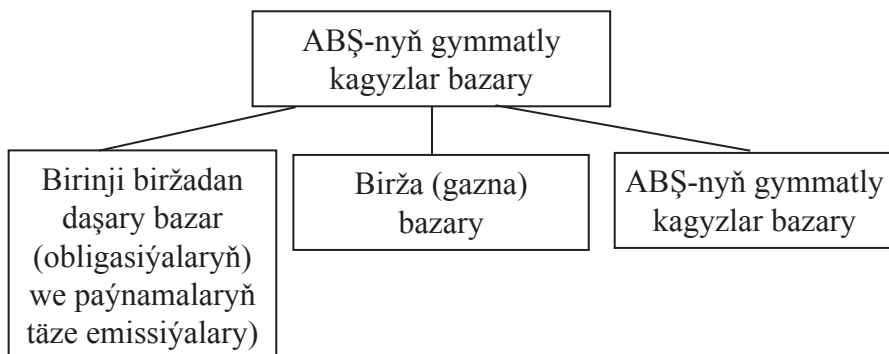 ABŞ-nyň gymmatly
kagyzlar bazary
Birinji biržadan
daşary bazar
(obligasiýalaryň)
we paýnamalaryň
täze emissiýalary)
Birža (gazna)
bazary
ABŞ-nyň gymmatly
kagyzlar bazary